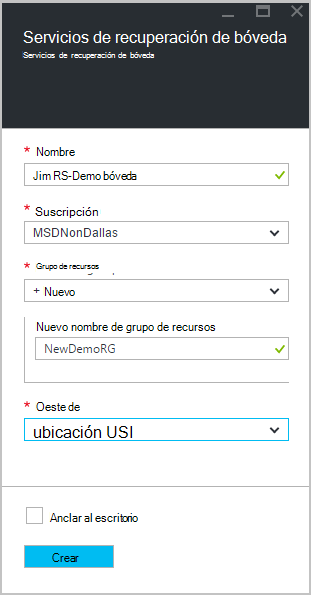 Servicios de recuperación de bóveda
Servicios de recuperación de bóveda
* Nombre
Jim RS-Demo bóveda
* Suscripción
MSDNonDallas
* Grupo de recursos
+ Nuevo
Nuevo nombre de grupo de recursos
NewDemoRG
* Oeste de
ubicación USI
Anclar al escritorio
Crear